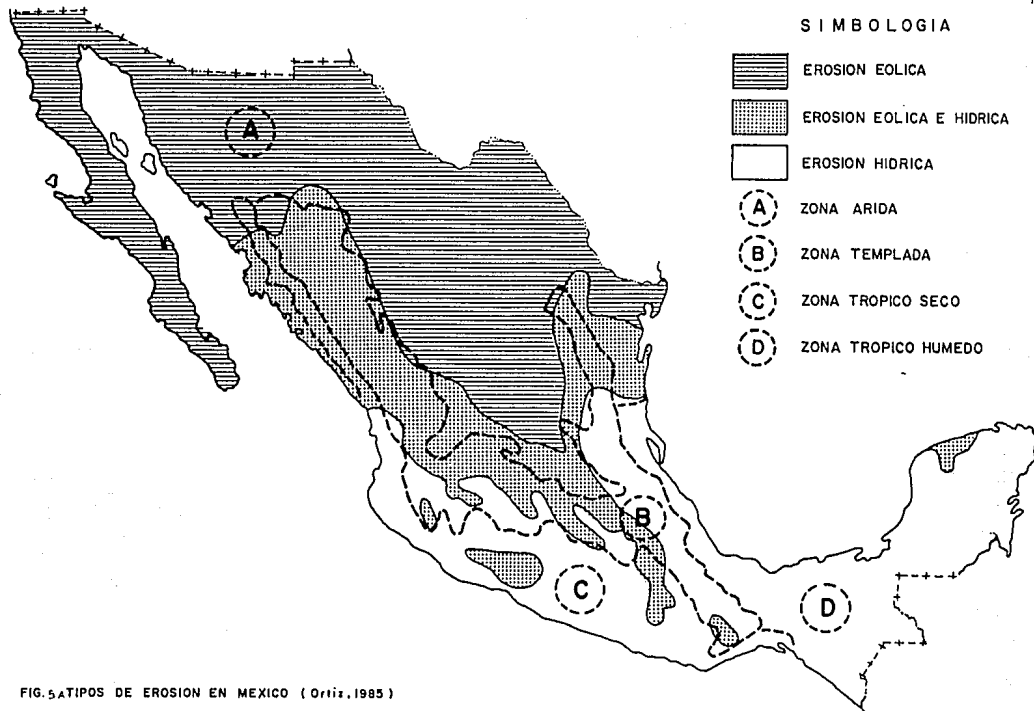 SIMBOLOGIA
EROSION EOLICA
EROSION EOLICA E HIDRICA
EROSION HIDRICA
A ZONA ARIDA
B ZONA TEMPLADA
C ZONA TROPICO SECO
D ZONA TROPICO HUMEDO
A
B
C
D
FIG. 5A TIPOS DE EROSION EN MEXICO (Ortiz, 1985)